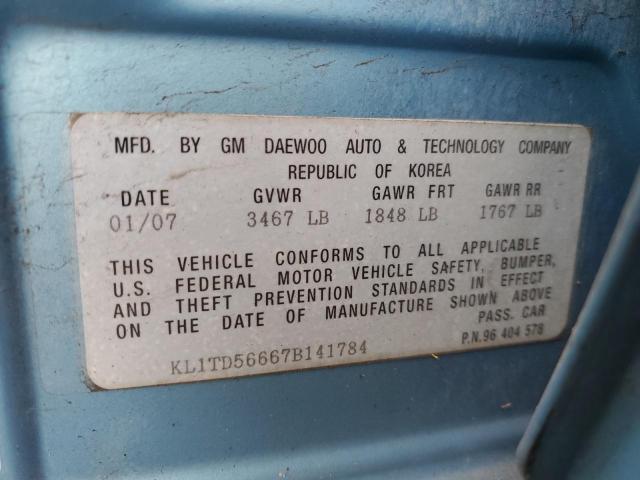 MFD. BY GM DAEWOO AUTO & TECHNOLOGY COMPANY
REPUBLIC OF KOREA
DATE GVWR GAWR FRT GAWR RR
01/07 3467 LB 1848 LB 1767 LB
THIS VEHICLE CONFORMS TO ALL APPLICABLE
U.S. FEDERAL MOTOR VEHICLE SAFETY, BUMPER,
AND THEFT PREVENTION STANDARDS IN EFFECT
ON THE DATE OF MANUFACTURE SHOWN ABOVE
PASS. CAR
KL1TD56667B141784 P.N.96 404 578